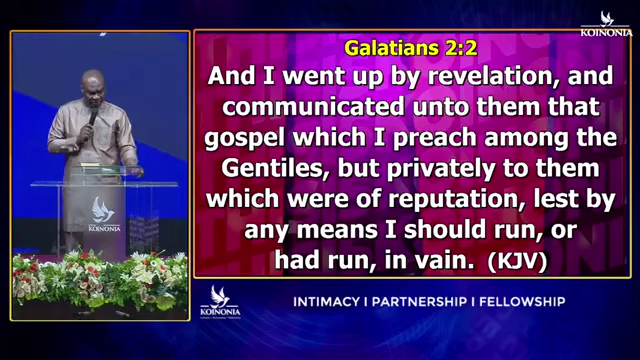 KOINONIA
Galatians 2:2
And I went up by revelation, and
communicated unto them that
gospel which I preach among the
Gentiles, but privately to them
which were of reputation, lest by
any means I should run, or
had run, in vain. (KJV)
KOINONIA
KOINONIA
INTIMACY I PARTNERSHIP I FELLOWSHIP